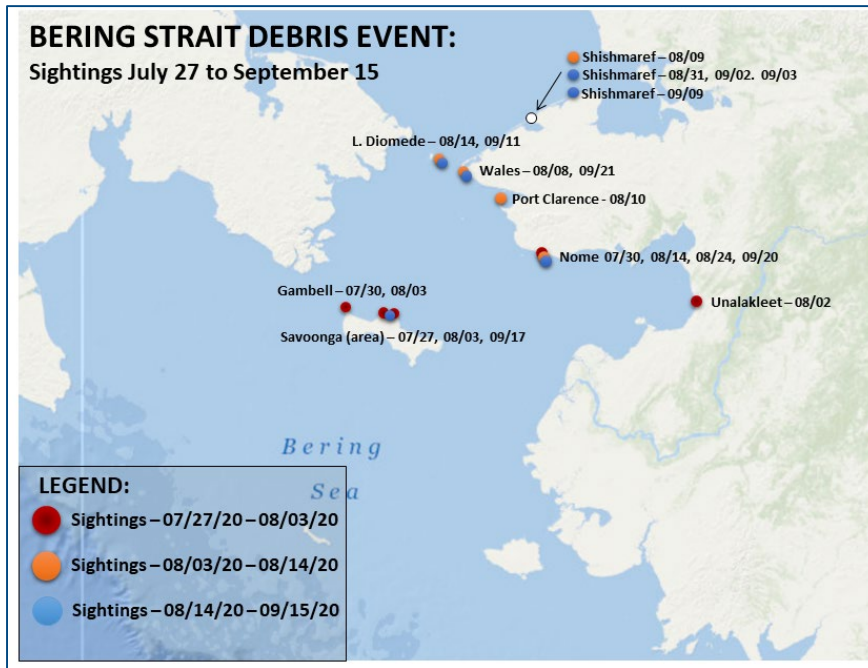 BERING STRAIT DEBRIS EVENT:
Sightings July 27 to September 15
Shishmaref – 08/09
Shishmaref – 08/31, 09/02. 09/03
Shishmaref – 09/09
L. Diomede – 08/14, 09/11
Wales – 08/08, 09/21
Port Clarence - 08/10
Nome 07/30, 08/14, 08/24, 09/20
Gambell – 07/30, 08/03
Unalakleet – 08/02
Savoonga (area) – 07/27, 08/03, 09/17
Bering
Sea
LEGEND:
Sightings – 07/27/20 – 08/03/20
Sightings – 08/03/20 – 08/14/20
Sightings – 08/14/20 – 09/15/20